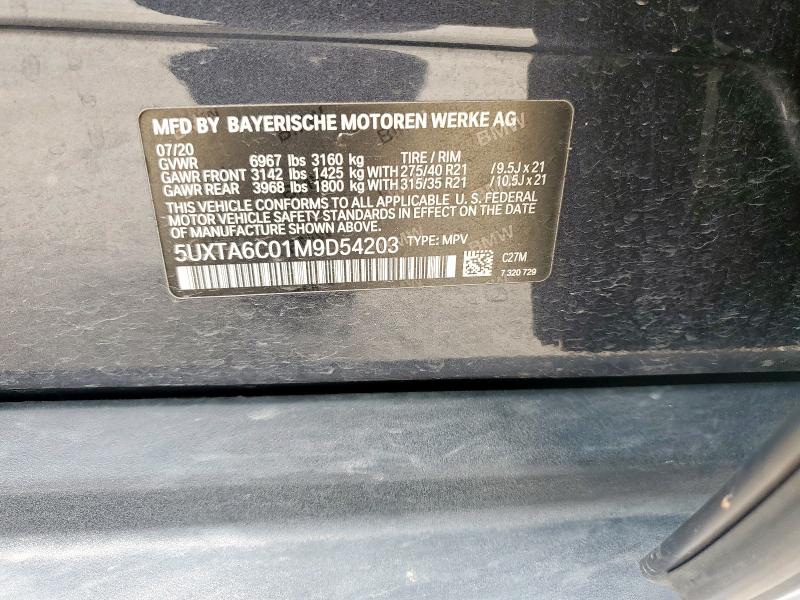 MFD BY BAYERISCHE MOTOREN WERKE AG
07/20
GVWR 6967 lbs 3160 kg TIRE / RIM
GAWR FRONT 3142 lbs 1425 kg WITH 275/40 R21 /9.5J x 21
GAWR REAR 3968 lbs 1800 kg WITH 315/35 R21 /10.5J x 21
THIS VEHICLE CONFORMS TO ALL APPLICABLE U.S. FEDERAL
MOTOR VEHICLE SAFETY STANDARDS IN EFFECT ON THE DATE
OF MANUFACTURE SHOWN ABOVE.
5UXTA6C01M9D54203 TYPE: MPV
C27M
7 320 729